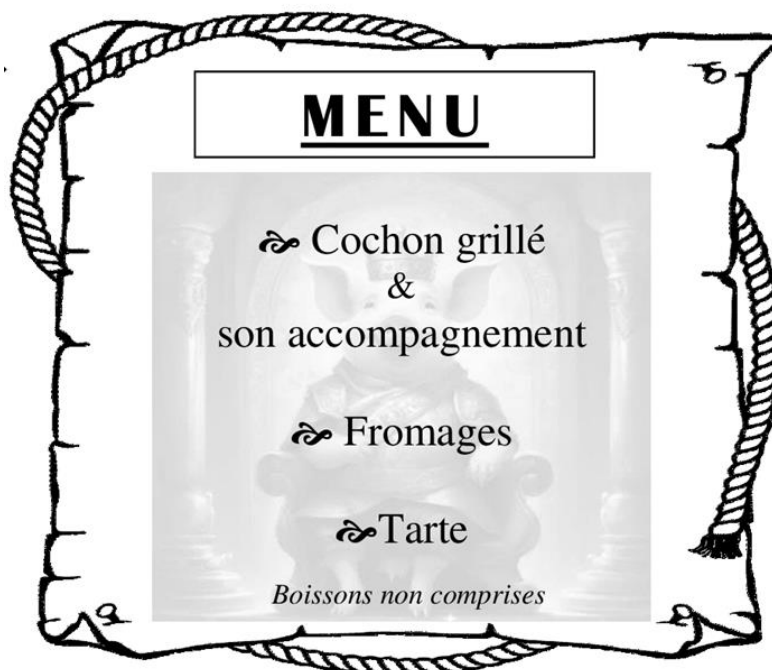 MENU
Cochon grillé
&
son accompagnement
Fromages
Tarte
Boissons non comprises